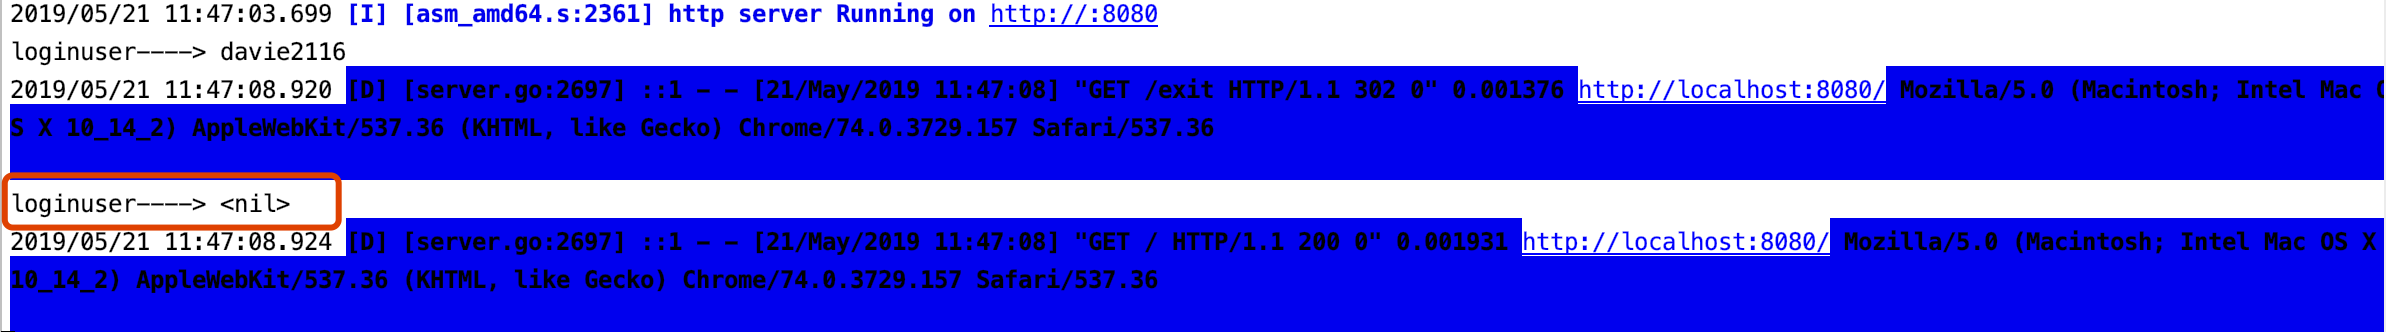 2019/05/21 11:47:03.699 [I] [asm_amd64.s:2361] http server Running on http://:8080
loginuser----> davie2116
2019/05/21 11:47:08.920 [D] [server.go:2697] ::1 - - [21/May/2019 11:47:08] "GET /exit HTTP/1.1 302 0" 0.001376 http://localhost:8080/ Mozilla/5.0 (Macintosh; Intel Mac O
S X 10_14_2) AppleWebKit/537.36 (KHTML, like Gecko) Chrome/74.0.3729.157 Safari/537.36
loginuser----> <nil>
2019/05/21 11:47:08.924 [D] [server.go:2697] ::1 - - [21/May/2019 11:47:08] "GET / HTTP/1.1 200 0" 0.001931 http://localhost:8080/ Mozilla/5.0 (Macintosh; Intel Mac OS X
10_14_2) AppleWebKit/537.36 (KHTML, like Gecko) Chrome/74.0.3729.157 Safari/537.36